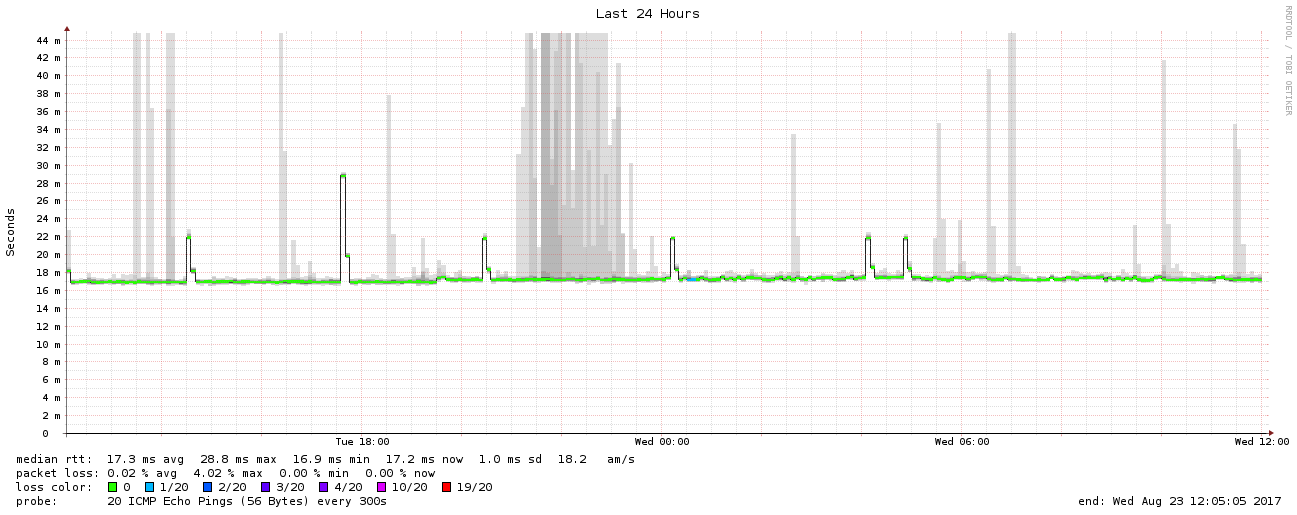 Last 24 Hours
RRDTOOL / TOBI OETIKER
Seconds
44 m
42 m
40 m
38 m
36 m
34 m
32 m
30 m
28 m
26 m
24 m
22 m
20 m
18 m
16 m
14 m
12 m
10 m
8 m
6 m
4 m
2 m
0
Tue 18:00 Wed 00:00 Wed 06:00 Wed 12:00
median rtt: 17.3 ms avg 28.8 ms max 16.9 ms min 17.2 ms now 1.0 ms sd 18.2 am/s
packet loss: 0.02 % avg 4.02 % max 0.00 % min 0.00 % now
loss color: 0 1/20 2/20 3/20 4/20 10/20 19/20
probe: 20 ICMP Echo Pings (56 Bytes) every 300s end: Wed Aug 23 12:05:05 2017